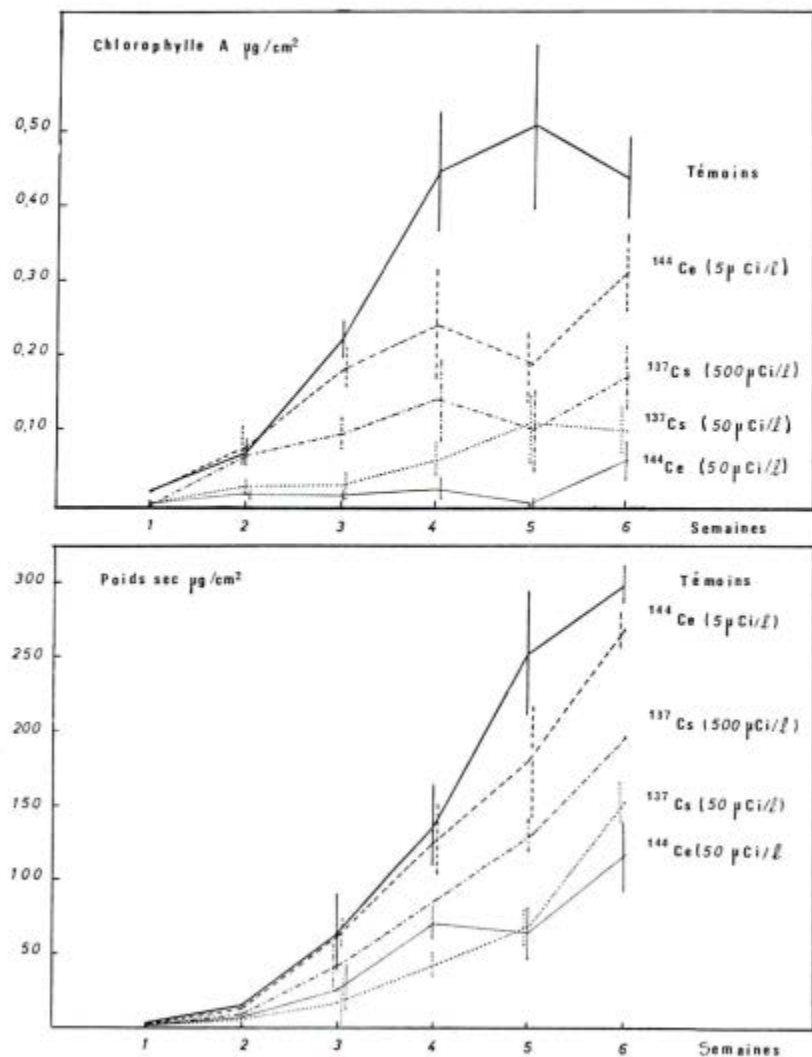 Chlorophylle A µg/cm²
0,50
0,40
0,30
0,20
0,10
Témoins
¹⁴⁴Ce (5µCi/l)
¹³⁷Cs (500µCi/l)
¹³⁷Cs (50µCi/l)
¹⁴⁴Ce (50µCi/l)
1 2 3 4 5 6 Semaines
Poids sec µg/cm²
300
250
200
150
100
50
Témoins
¹⁴⁴Ce (5µCi/l)
¹³⁷Cs (500µCi/l)
¹³⁷Cs (50µCi/l)
¹⁴⁴Ce (50µCi/l
1 2 3 4 5 6 Semaines